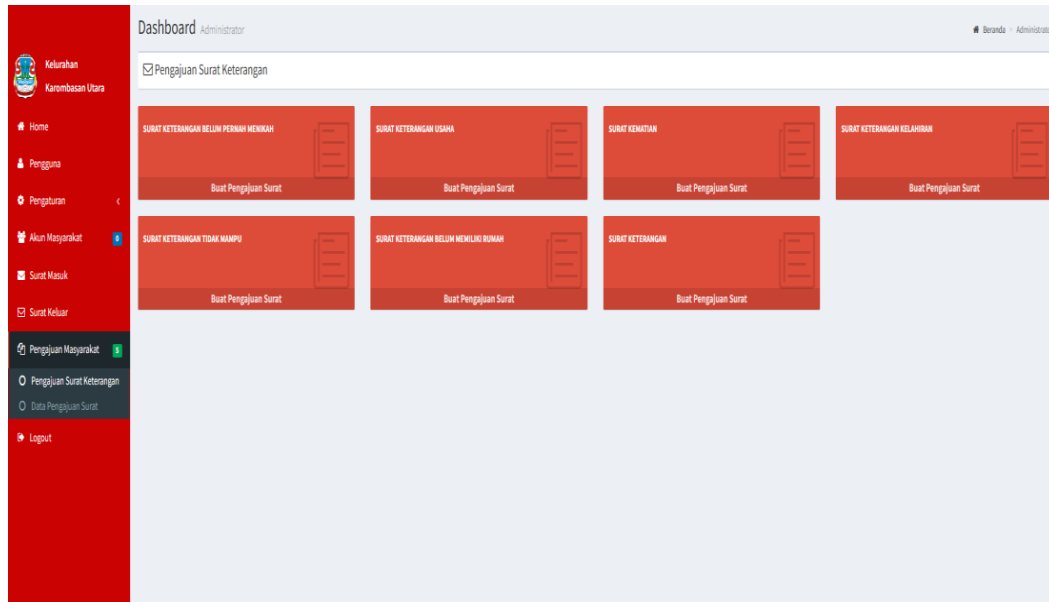 Kelurahan
Karombasan Utara
Home
Pengguna
Pengaturan
Akun Masyarakat 0
Surat Masuk
Surat Keluar
Pengajuan Masyarakat 5
Pengajuan Surat Keterangan
Data Pengajuan Surat
Logout
Dashboard Administrator
Beranda > Administrato
Pengajuan Surat Keterangan
SURAT KETERANGAN BELUM PERNAH MENIKAH
Buat Pengajuan Surat
SURAT KETERANGAN USAHA
Buat Pengajuan Surat
SURAT KEMATIAN
Buat Pengajuan Surat
SURAT KETERANGAN KELAHIRAN
Buat Pengajuan Surat
SURAT KETERANGAN TIDAK MAMPU
Buat Pengajuan Surat
SURAT KETERANGAN BELUM MEMILIKI RUMAH
Buat Pengajuan Surat
SURAT KETERANGAN
Buat Pengajuan Surat